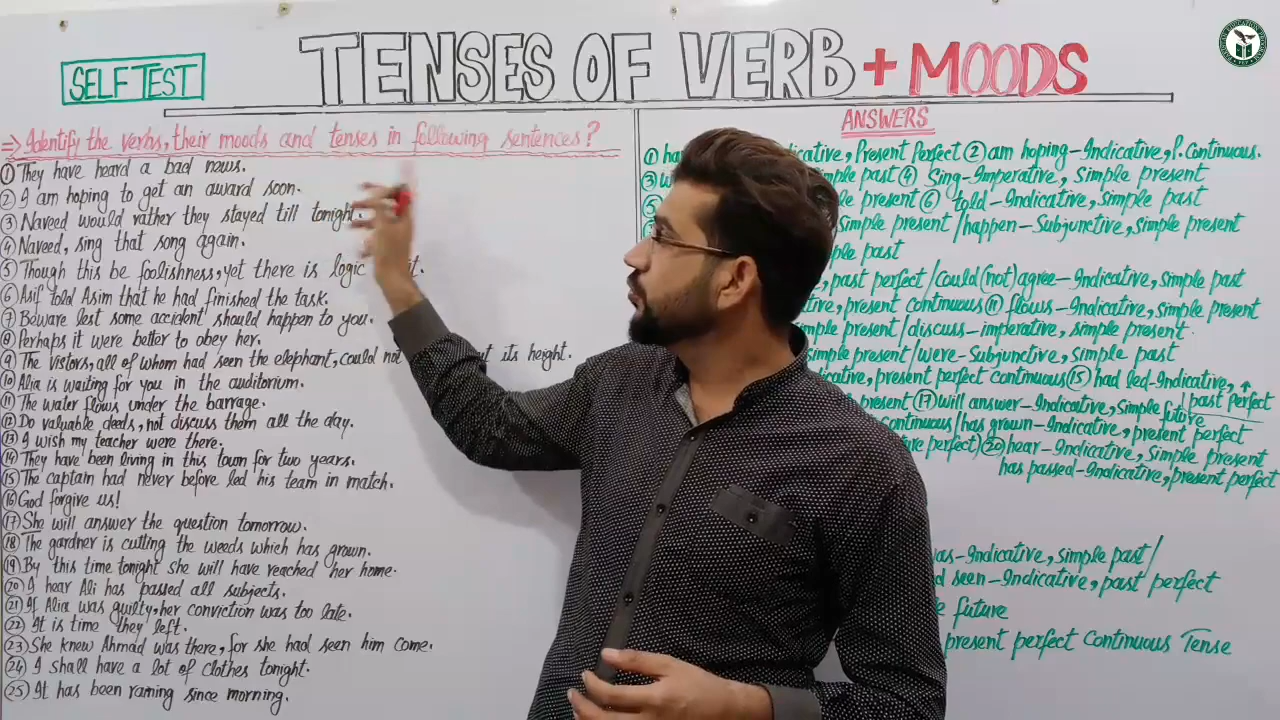 SELF TEST
TENSES OF VERB + MOODS
=> Identify the verbs, their moods and tenses in following sentences?
① They have heard a bad news.
② I am hoping to get an award soon.
③ Naveed would rather they stayed till tonight.
④ Naveed, sing that song again.
⑤ Though this be foolishness, yet there is logic it.
⑥ Asif told Asim that he had finished the task.
⑦ Beware lest some accident should happen to you.
⑧ Perhaps it were better to obey her.
⑨ The vistors, all of whom had seen the elephant, could not its height.
⑩ Alia is waiting for you in the auditorium.
⑪ The water flows under the barrage.
⑫ Do valuable deeds, not discuss them all the day.
⑬ I wish my teacher were there.
⑭ They have been living in this town for two years.
⑮ The captain had never before led his team in match.
⑯ God forgive us!
⑰ She will answer the question tomorrow.
⑱ The gardner is cutting the weeds which has grown.
⑲ By this time tonight she will have reached her home.
⑳ I hear Ali has passed all subjects.
㉑ If Alia was guilty, her conviction was too late.
㉒ It is time they left.
㉓ She knew Ahmad was there, for she had seen him come.
㉔ I shall have a lot of clothes tonight.
㉕ It has been raining since morning.
ANSWERS
① Present Perfect ② am hoping - Indicative, P. Continuous.
③ past ④ Sing - Imperative, Simple present
⑤ present ⑥ told - Indicative, Simple past
simple present / happen - Subjunctive, simple present
past
past perfect / could (not) agree - Indicative, simple past
present continuous ⑪ flows - Indicative, Simple present
simple present / discuss - imperative, simple present.
simple present / were - Subjunctive, Simple past
present perfect continuous ⑮ had led - Indicative, past perfect
present ⑰ will answer - Indicative, Simple future
continuous / has grown - Indicative, present perfect
perfect) ⑳ hear - Indicative, Simple present
has passed - Indicative, present perfect
Indicative, simple past /
seen - Indicative, past perfect
future
present perfect Continuous Tense